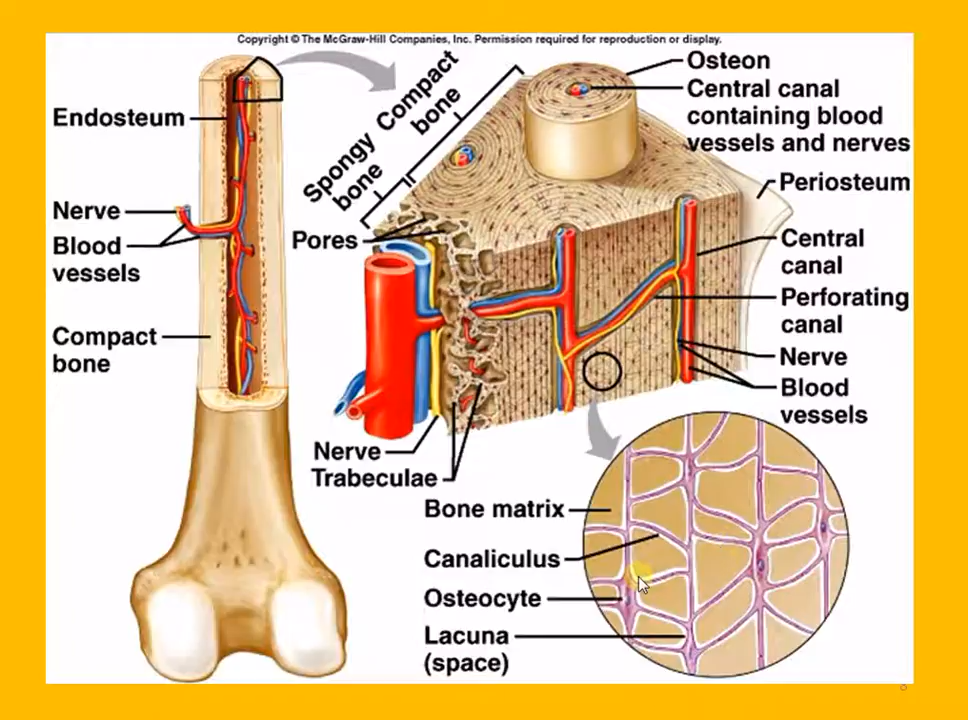 Copyright © The McGraw-Hill Companies, Inc. Permission required for reproduction or display.
Endosteum
Nerve
Blood
vessels
Compact
bone
Spongy
bone
Compact
bone
Pores
Osteon
Central canal
containing blood
vessels and nerves
Periosteum
Central
canal
Perforating
canal
Nerve
Blood
vessels
Nerve
Trabeculae
Bone matrix
Canaliculus
Osteocyte
Lacuna
(space)